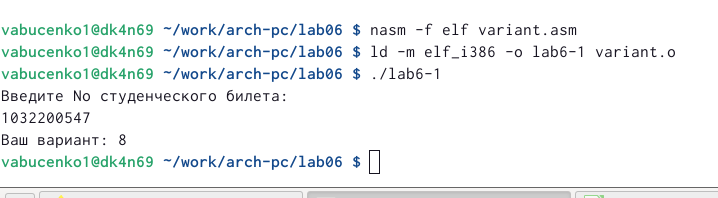 vabucenko1@dk4n69 ~/work/arch-pc/lab06 $ nasm -f elf variant.asm
vabucenko1@dk4n69 ~/work/arch-pc/lab06 $ ld -m elf_i386 -o lab6-1 variant.o
vabucenko1@dk4n69 ~/work/arch-pc/lab06 $ ./lab6-1
Введите No студенческого билета:
1032200547
Ваш вариант: 8
vabucenko1@dk4n69 ~/work/arch-pc/lab06 $